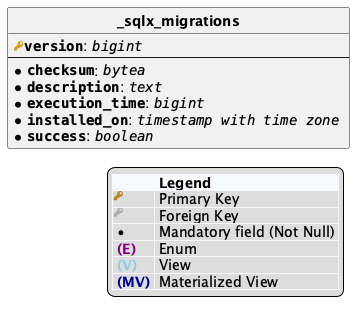 _sqlx_migrations
version: bigint
• checksum: bytea
• description: text
• execution_time: bigint
• installed_on: timestamp with time zone
• success: boolean
Legend
Primary Key
Foreign Key
• Mandatory field (Not Null)
(E) Enum
(V) View
(MV) Materialized View